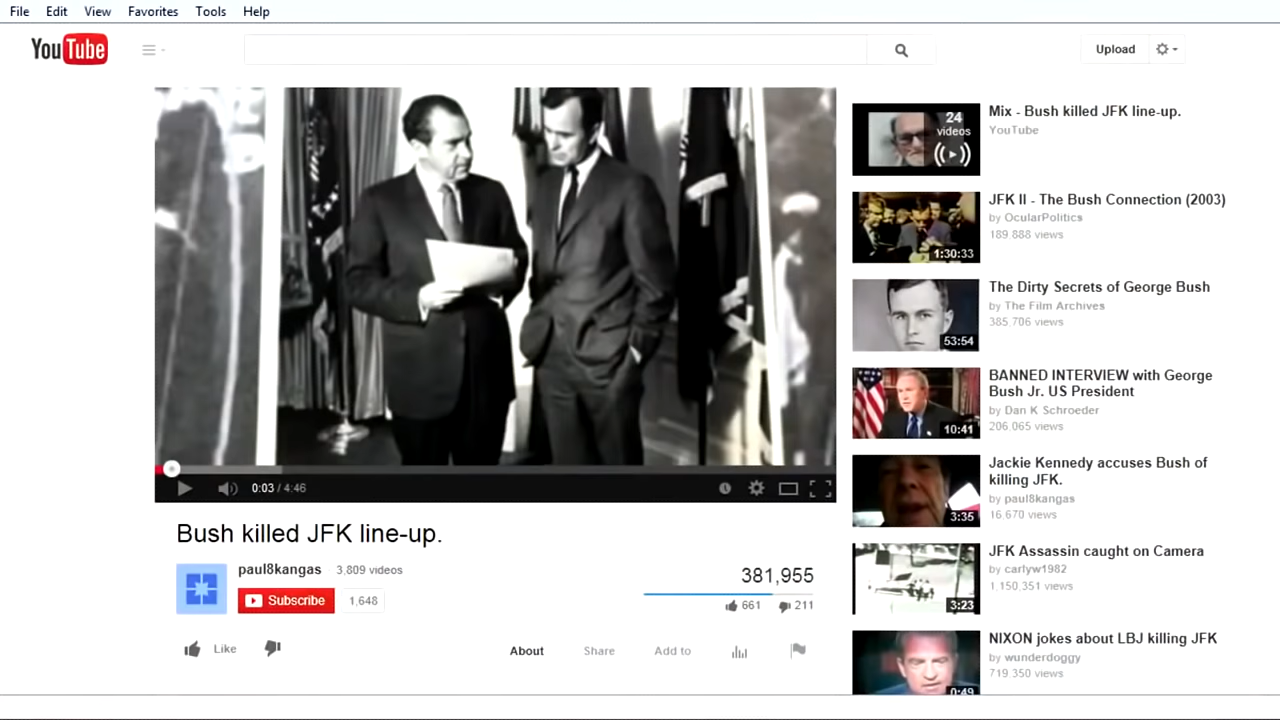 File Edit View Favorites Tools Help
YouTube
Upload
0:03 / 4:46
Bush killed JFK line-up.
paul8kangas 3,809 videos
Subscribe 1,648
381,955
661 211
Like
About Share Add to
24
videos
Mix - Bush killed JFK line-up.
YouTube
1:30:33
JFK II - The Bush Connection (2003)
by OcularPolitics
189,888 views
53:54
The Dirty Secrets of George Bush
by The Film Archives
385,706 views
10:41
BANNED INTERVIEW with George
Bush Jr. US President
by Dan K Schroeder
206,065 views
3:35
Jackie Kennedy accuses Bush of
killing JFK.
by paul8kangas
16,670 views
3:23
JFK Assassin caught on Camera
by carlyw1982
1,150,351 views
0:49
NIXON jokes about LBJ killing JFK
by wunderdoggy
719,350 views